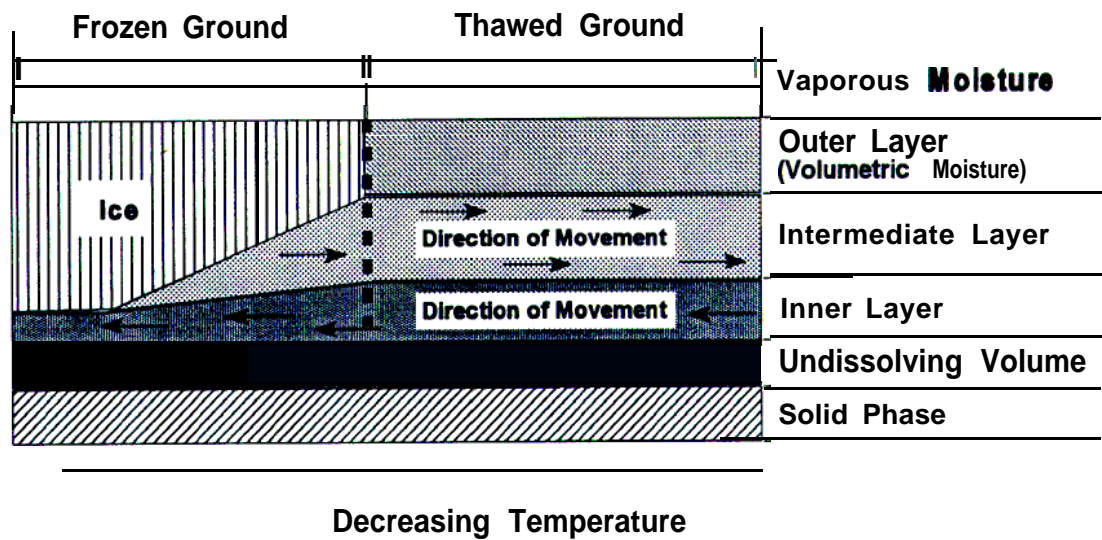 Frozen Ground
Thawed Ground
Vaporous Moisture
Outer Layer
(Volumetric Moisture)
Ice
Direction of Movement
Intermediate Layer
Direction of Movement
Inner Layer
Undissolving Volume
Solid Phase
Decreasing Temperature